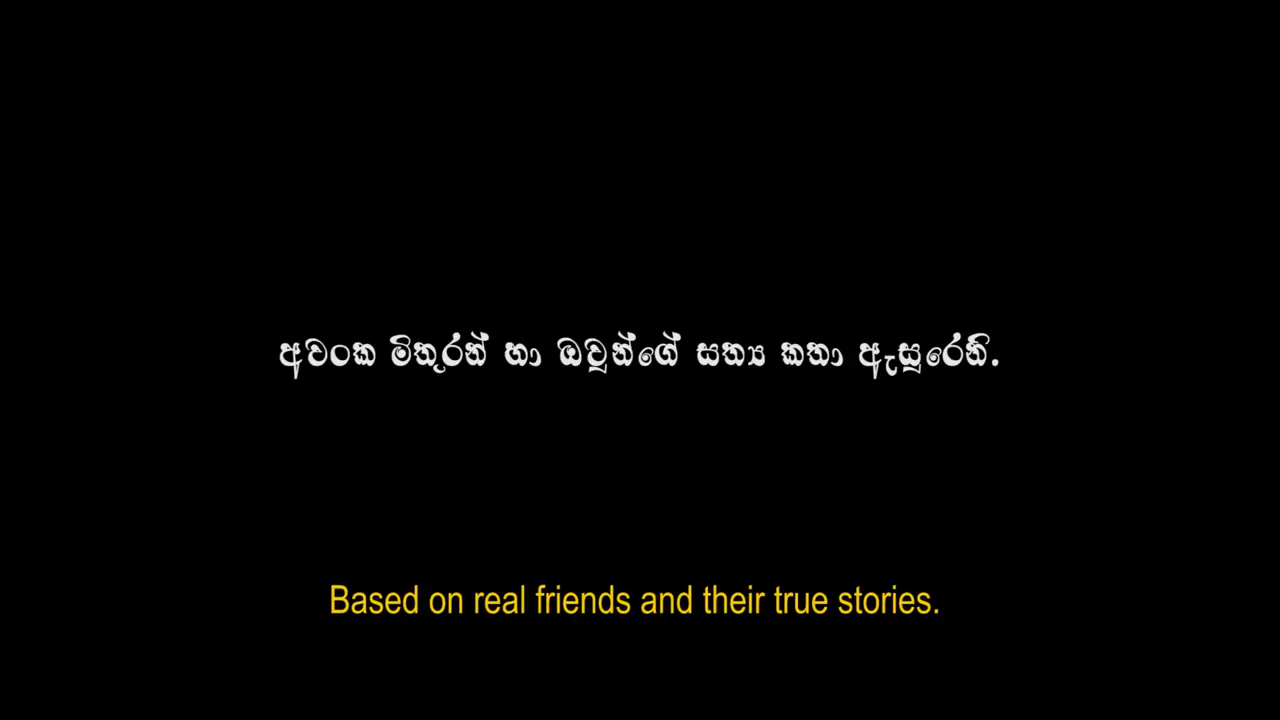 අවංක මිතුරන් හා ඔවුන්ගේ සත්‍ය කතා ඇසුරෙනි.
Based on real friends and their true stories.